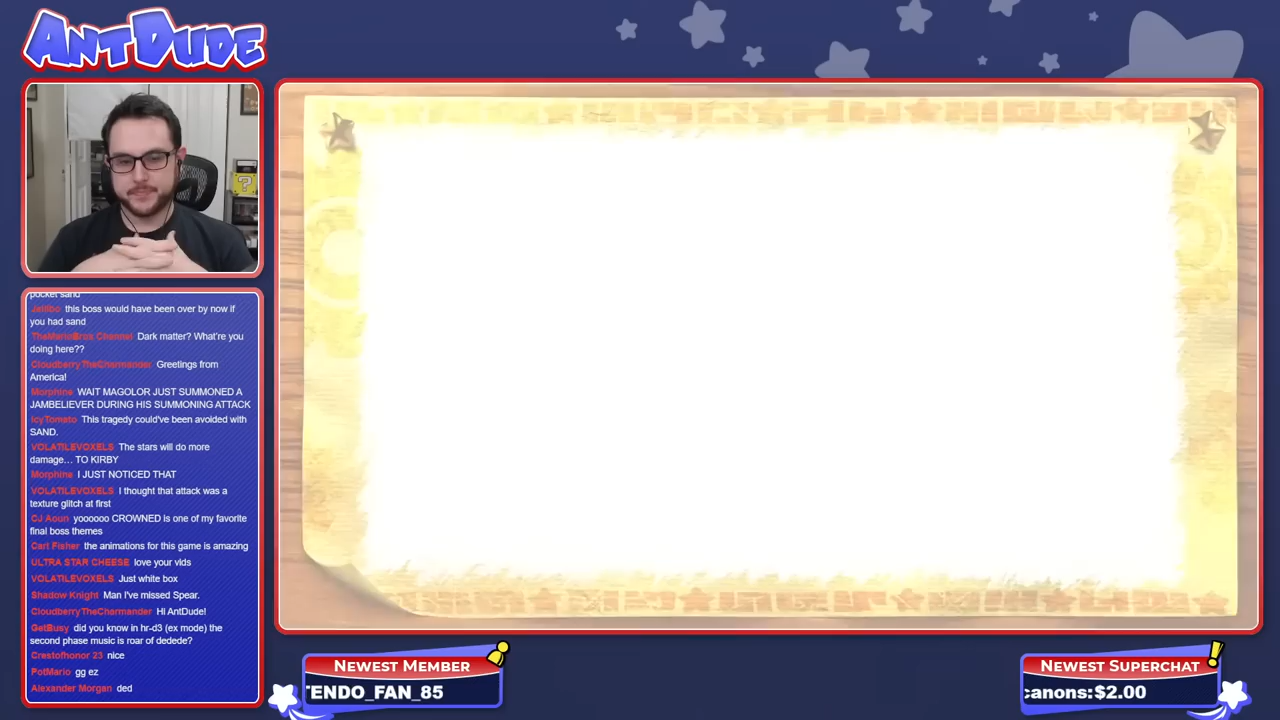 ANTDUDE
pocket sand
Jellibo this boss would have been over by now if
you had sand
TheMarioBros Channel Dark matter? What're you
doing here??
CloudberryTheCharmander Greetings from
America!
Morphine WAIT MAGOLOR JUST SUMMONED A
JAMBELIEVER DURING HIS SUMMONING ATTACK
IcyTomato This tragedy could've been avoided with
SAND.
VOLATILEVOXELS The stars will do more
damage… TO KIRBY
Morphine I JUST NOTICED THAT
VOLATILEVOXELS I thought that attack was a
texture glitch at first
CJ Aoun yoooooo CROWNED is one of my favorite
final boss themes
Carl Fisher the animations for this game is amazing
ULTRA STAR CHEESE love your vids
VOLATILEVOXELS Just white box
Shadow Knight Man I've missed Spear.
CloudberryTheCharmander Hi AntDude!
GetBusy did you know in hr-d3 (ex mode) the
second phase music is roar of dedede?
Crestofhonor 23 nice
PotMario gg ez
Alexander Morgan ded
NEWEST MEMBER
TENDO_FAN_85
NEWEST SUPERCHAT
canons:$2.00